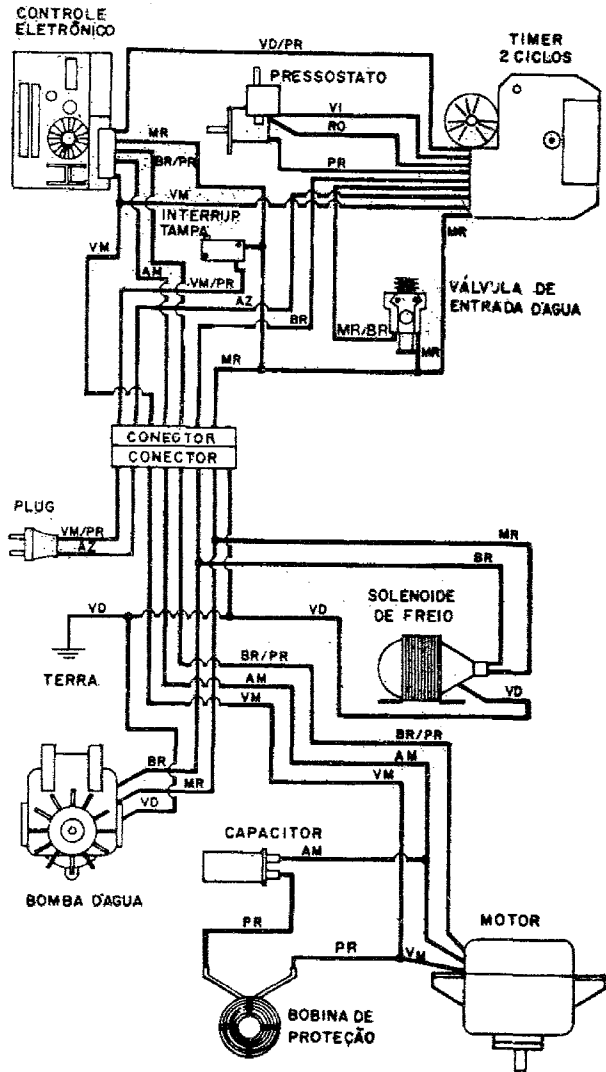 CONTROLE
ELETRÔNICO
VD/PR
TIMER
2 CICLOS
PRESSOSTATO
VI
RO
MR
BR/PR
PR
VM
INTERRUP.
TAMPA
MR
VM
AM
VM/PR
AZ
BR
VÁLVULA DE
ENTRADA D'AGUA
MR/BR
MR
MR
CONECTOR
CONECTOR
PLUG
VM/PR
AZ
MR
BR
SOLENOIDE
DE FREIO
VD
VD
TERRA
BR/PR
AM
VM
VD
BR/PR
AM
VM
BR
MR
VD
BOMBA D'AGUA
CAPACITOR
AM
PR
PR
VM
MOTOR
BOBINA DE
PROTEÇÃO